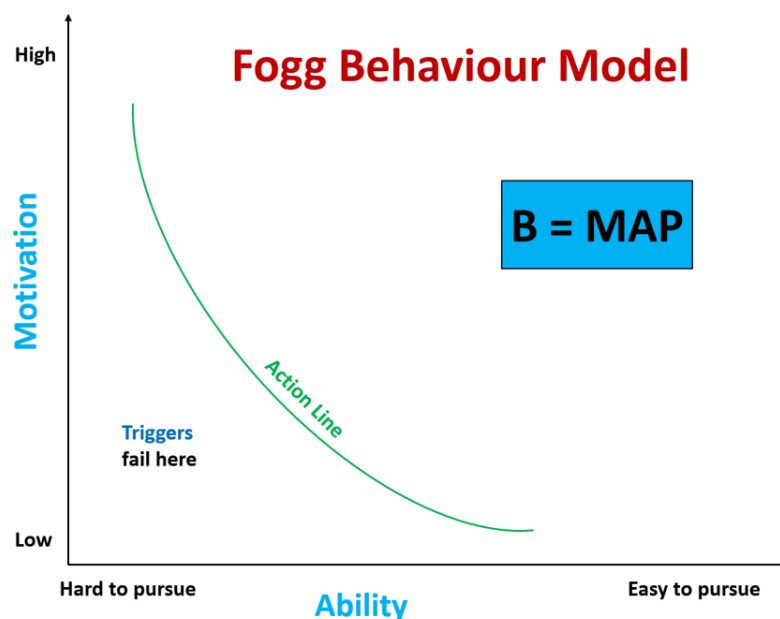 High
Fogg Behaviour Model
B = MAP
Motivation
Action Line
Triggers
fail here
Low
Hard to pursue
Easy to pursue
Ability